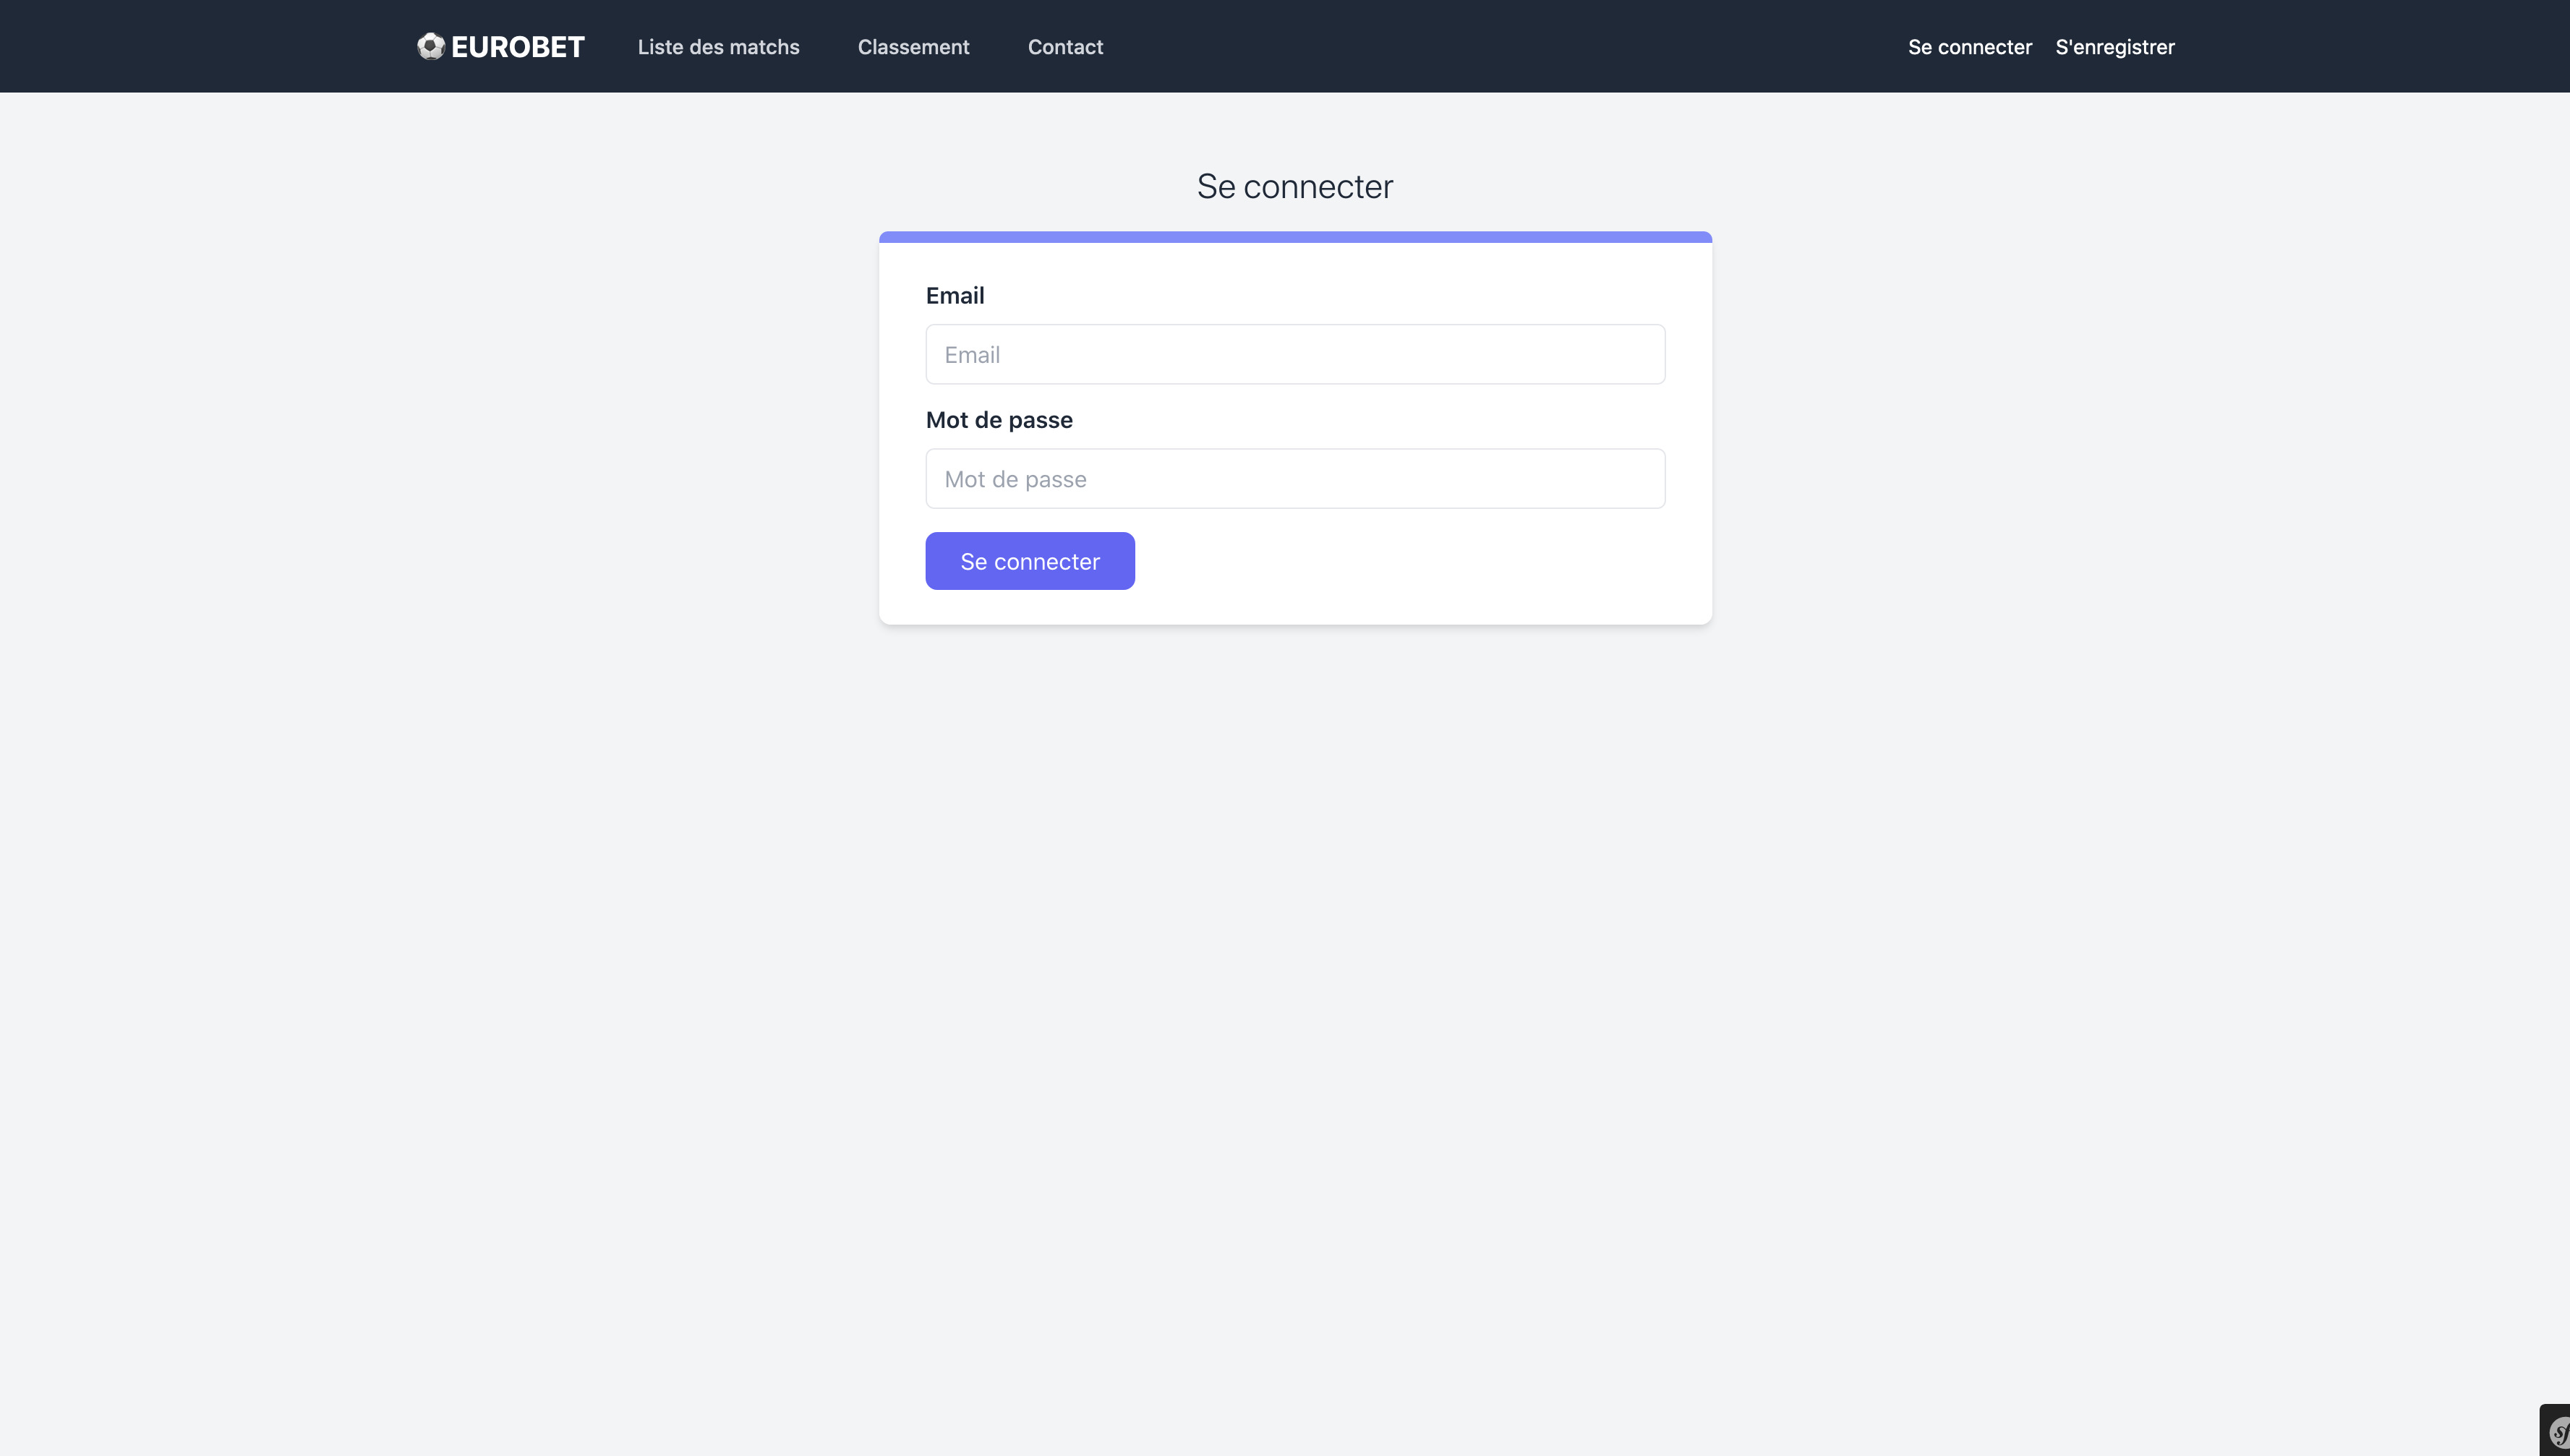 EUROBET
Liste des matchs
Classement
Contact
Se connecter
S'enregistrer
Se connecter
Email
Email
Mot de passe
Mot de passe
Se connecter